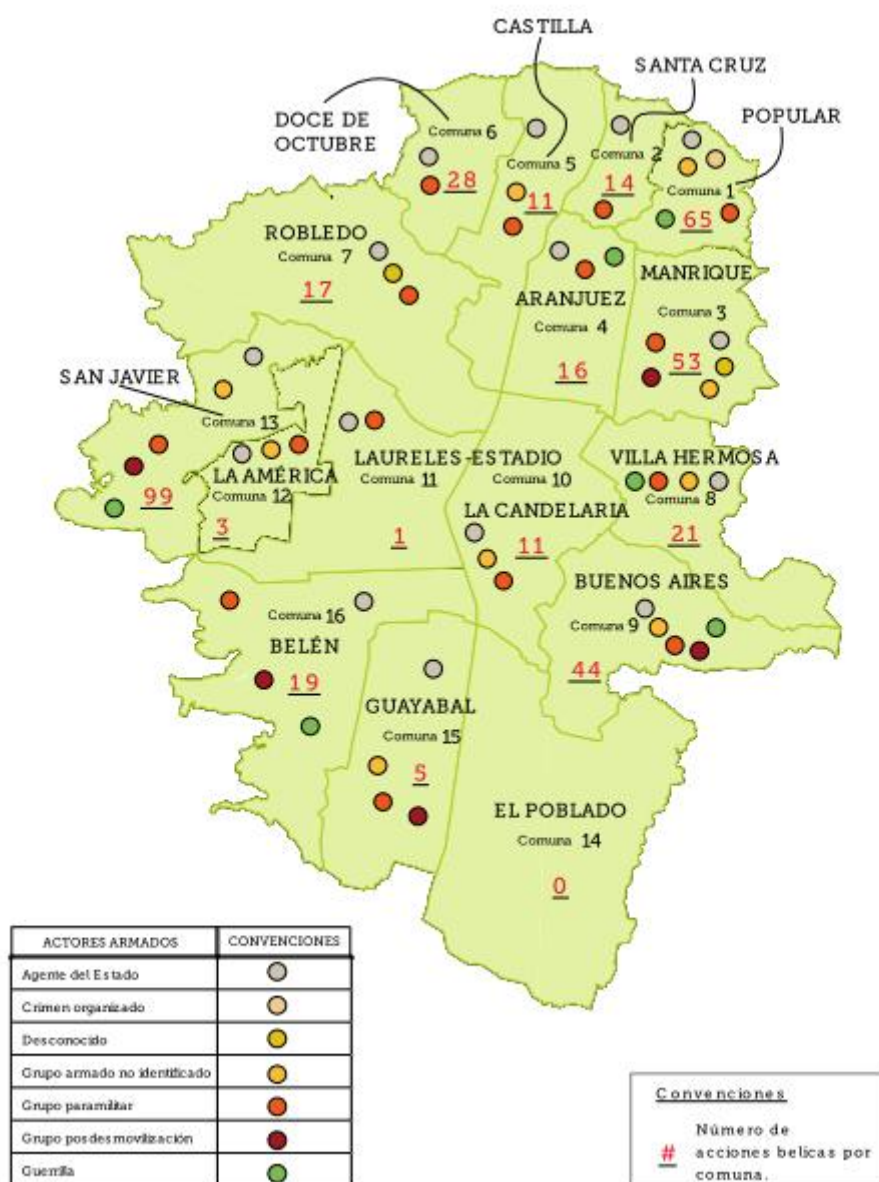 CASTILLA
SANTA CRUZ
POPULAR
DOCE DE
OCTUBRE
Comuna 6
28
Comuna 5
11
Comuna 2
14
Comuna 1
65
ROBLEDO
Comuna 7
17
ARANJUEZ
Comuna 4
16
MANRIQUE
Comuna 3
53
SAN JAVIER
Comuna 13
99
LA AMÉRICA
Comuna 12
3
LAURELES-ESTADIO
Comuna 11
1
Comuna 10
LA CANDELARIA
11
VILLA HERMOSA
Comuna 8
21
BUENOS AIRES
Comuna 9
44
Comuna 16
BELÉN
19
GUAYABAL
Comuna 15
5
EL POBLADO
Comuna 14
0
ACTORES ARMADOS CONVENCIONES
Agente del Estado
Crimen organizado
Desconocido
Grupo armado no identificado
Grupo paramilitar
Grupo posdesmovilización
Guerrilla
Convenciones
Número de
# acciones belicas por
comuna.